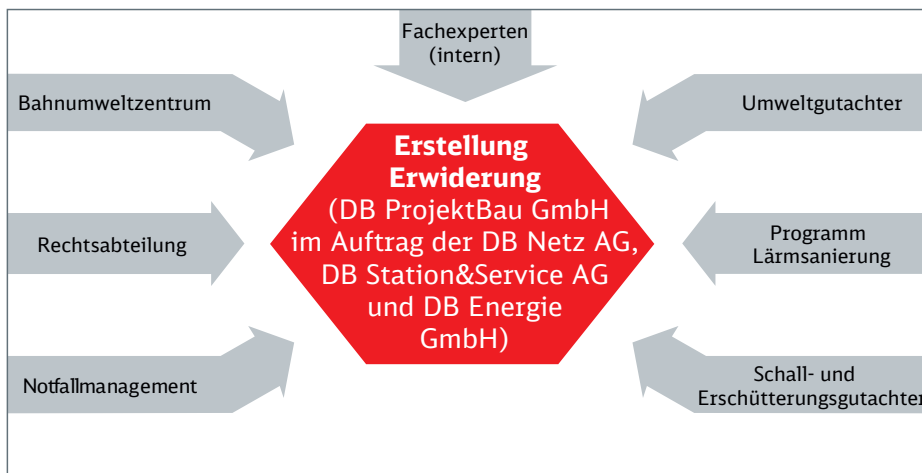 Fachexperten
(intern)
Bahnumweltzentrum
Umweltgutachter
Erstellung
Erwiderung
(DB ProjektBau GmbH
im Auftrag der DB Netz AG,
DB Station&Service AG
und DB Energie
GmbH)
Rechtsabteilung
Programm
Lärmsanierung
Notfallmanagement
Schall- und
Erschütterungsgutachter